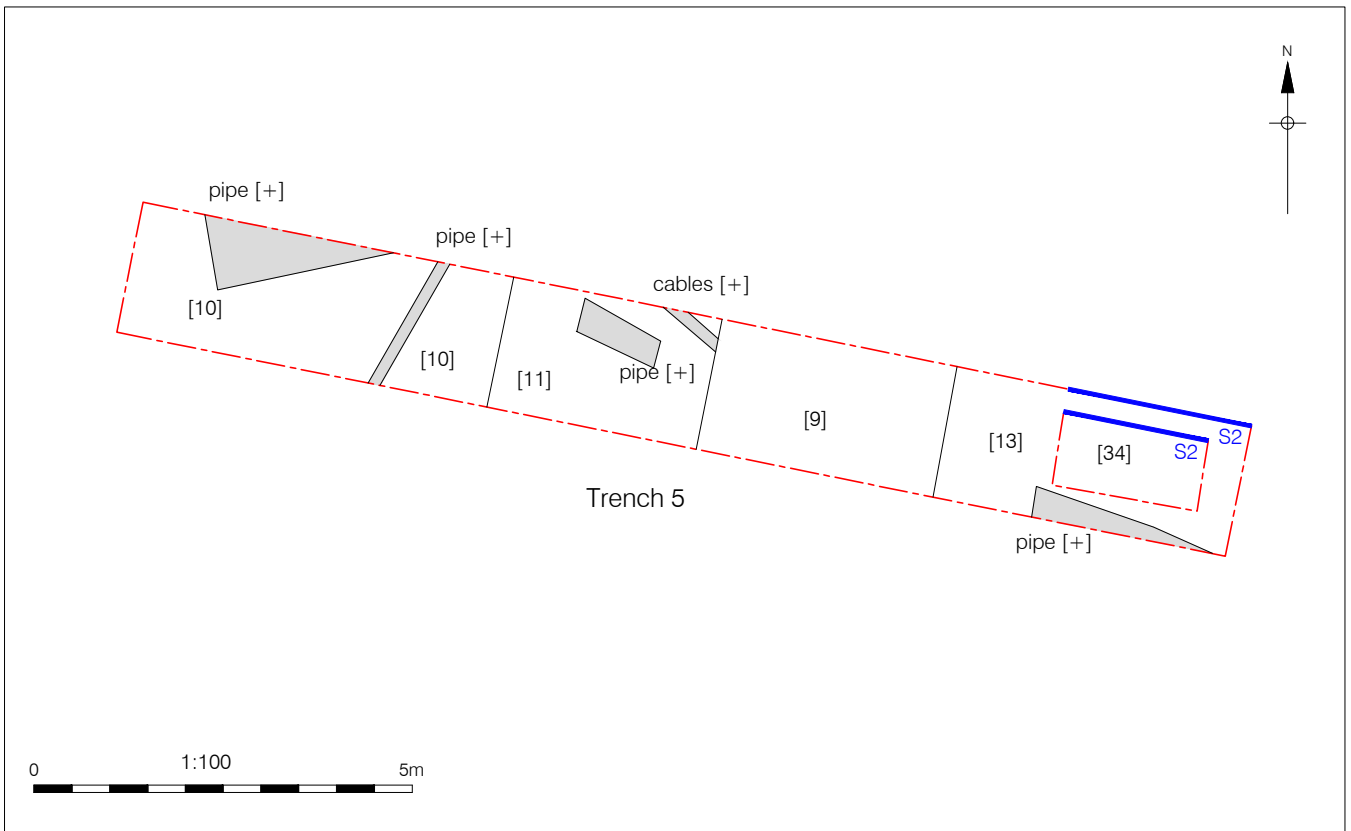 N
pipe [+]
pipe [+]
cables [+]
[10]
[10]
[11]
pipe [+]
[9]
[13]
[34]
S2
S2
Trench 5
pipe [+]
1:100
0 5m